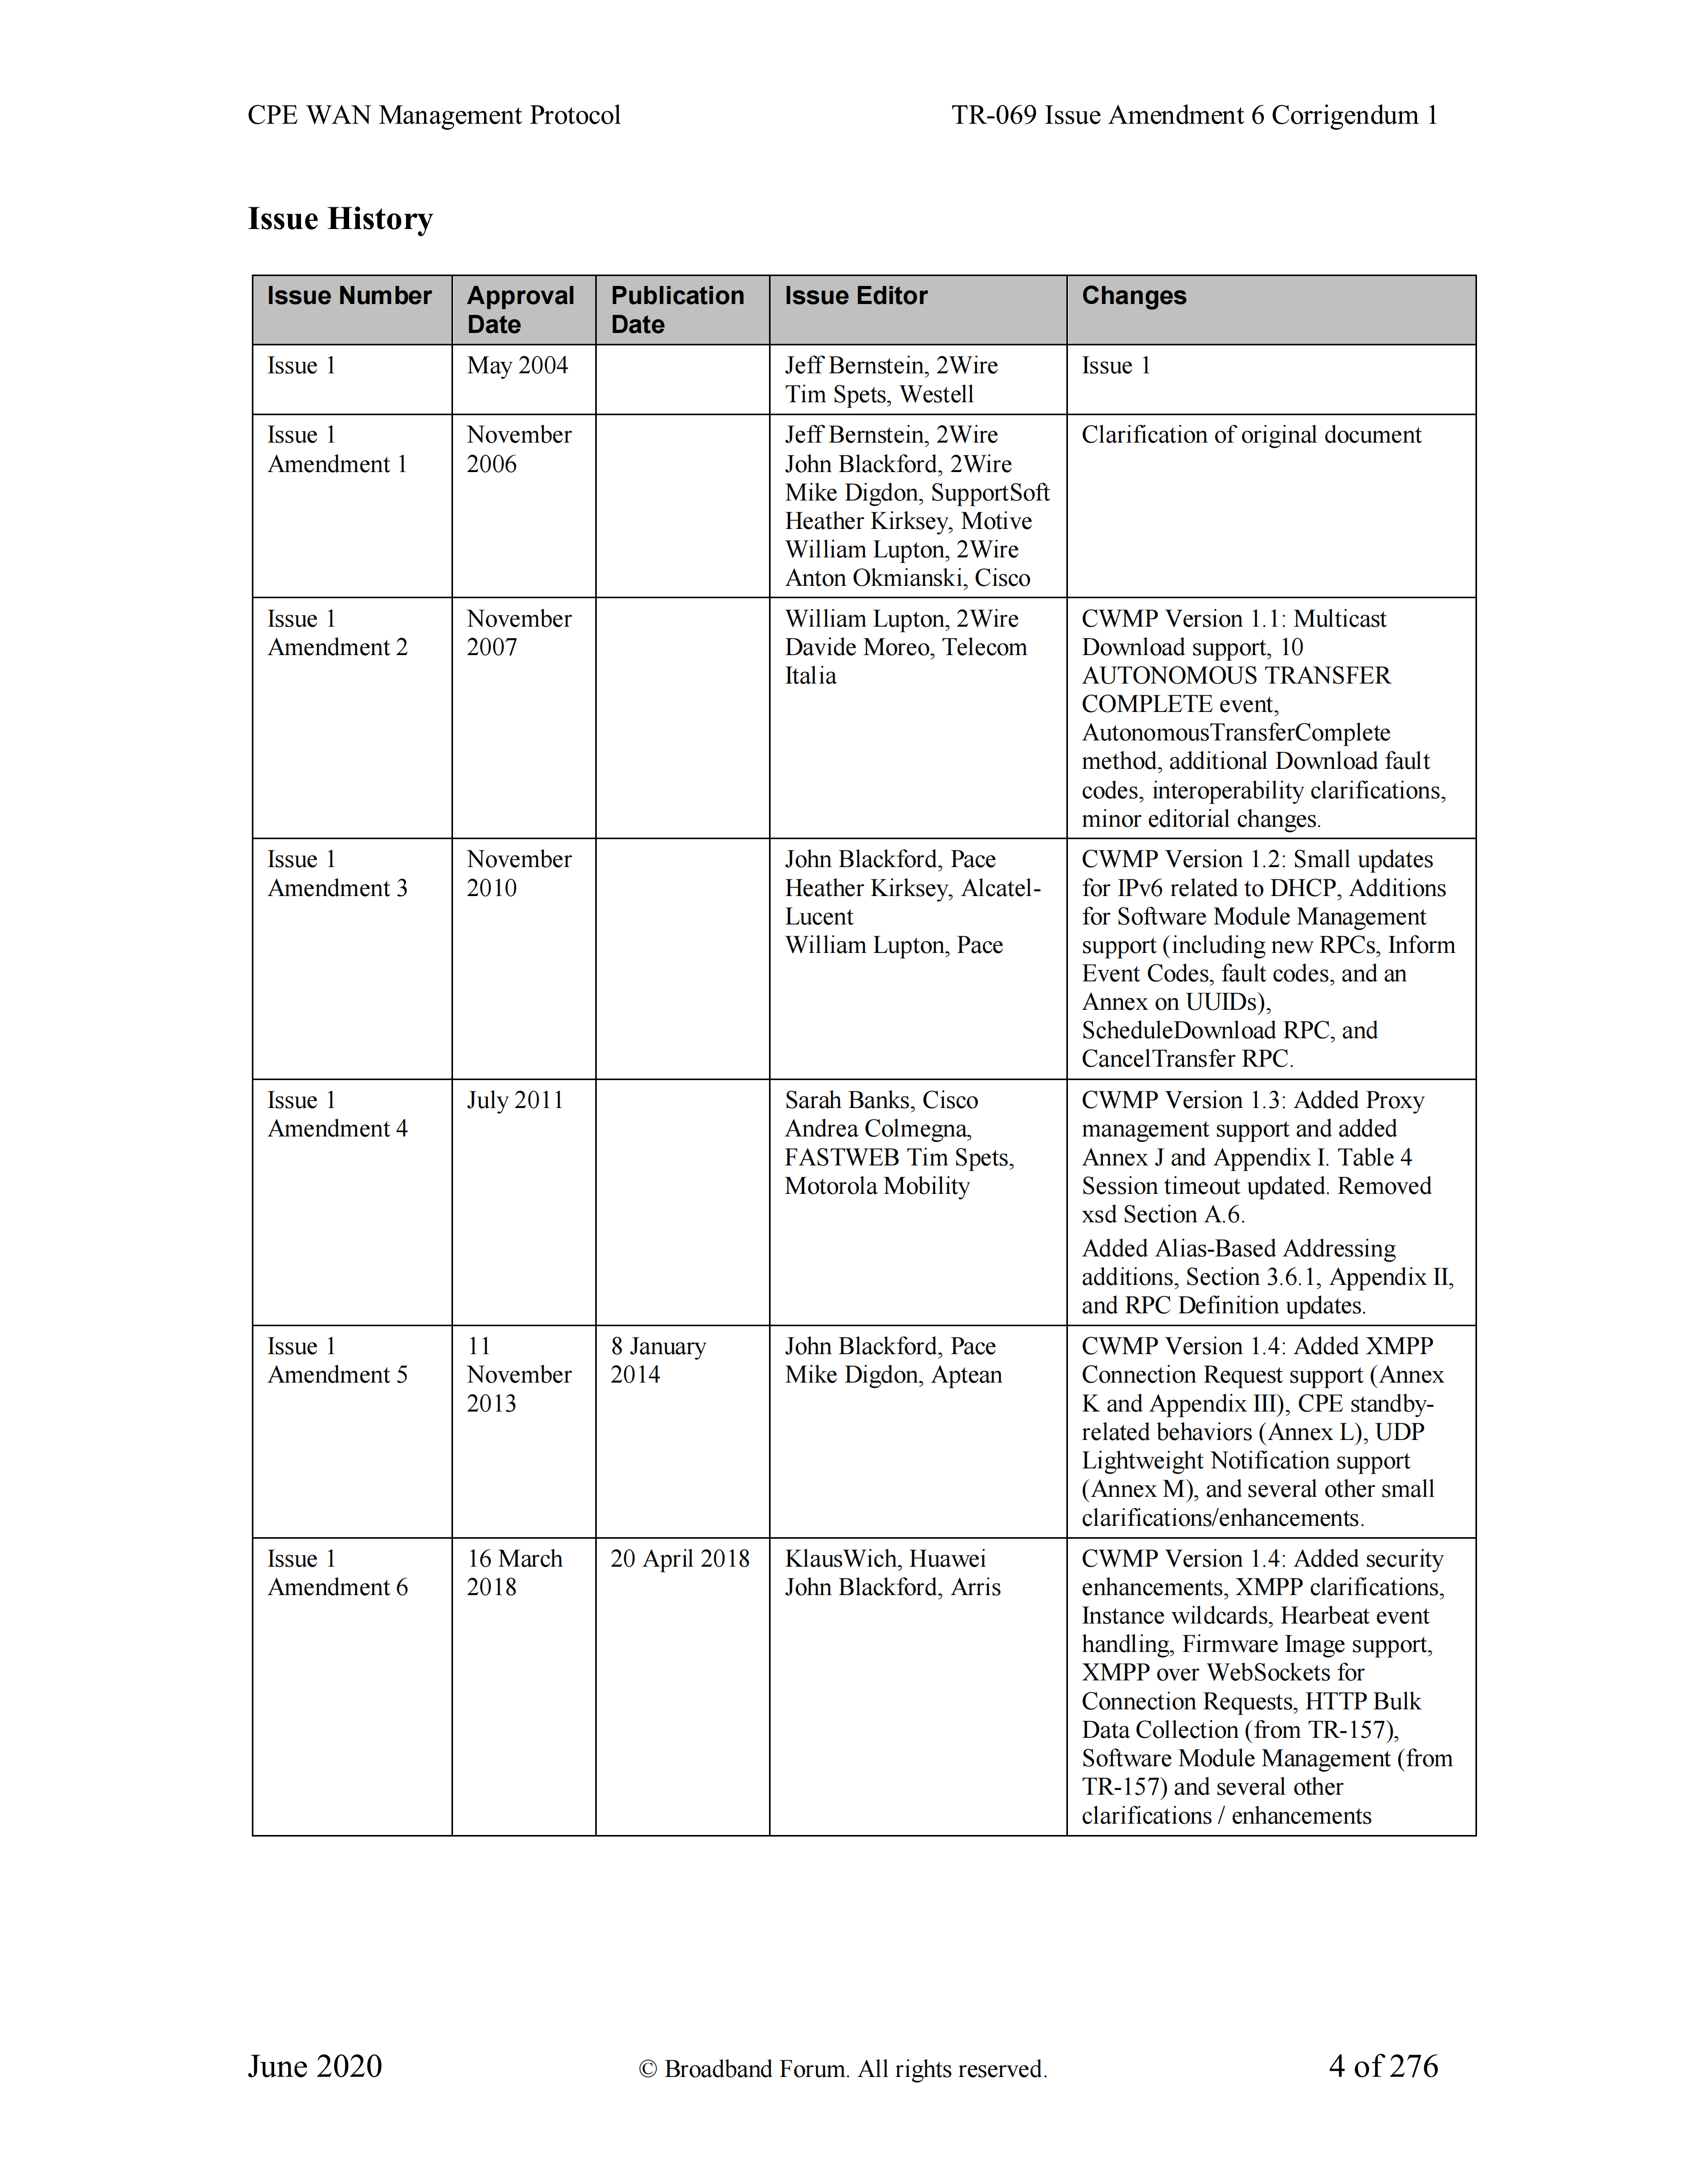 CPE WAN Management Protocol
TR-069 Issue Amendment 6 Corrigendum 1
Issue History
Issue Number
Approval
Date
Publication
Date
Issue Editor
Changes
Issue 1
May 2004
Jeff Bernstein, 2Wire
Tim Spets, Westell
Issue 1
Issue 1
Amendment 1
November
2006
Jeff Bernstein, 2Wire
John Blackford, 2Wire
Mike Digdon, SupportSoft
Heather Kirksey, Motive
William Lupton, 2Wire
Anton Okmianski, Cisco
Clarification of original document
Issue 1
Amendment 2
November
2007
William Lupton, 2Wire
Davide Moreo, Telecom
Italia
CWMP Version 1.1: Multicast
Download support, 10
AUTONOMOUS TRANSFER
COMPLETE event,
AutonomousTransferComplete
method, additional Download fault
codes, interoperability clarifications,
minor editorial changes.
Issue 1
Amendment 3
November
2010
John Blackford, Pace
Heather Kirksey, Alcatel-
Lucent
William Lupton, Pace
CWMP Version 1.2: Small updates
for IPv6 related to DHCP, Additions
for Software Module Management
support (including new RPCs, Inform
Event Codes, fault codes, and an
Annex on UUIDs),
ScheduleDownload RPC, and
CancelTransfer RPC.
Issue 1
Amendment 4
July 2011
Sarah Banks, Cisco
Andrea Colmegna,
FASTWEB Tim Spets,
Motorola Mobility
CWMP Version 1.3: Added Proxy
management support and added
Annex J and Appendix I. Table 4
Session timeout updated. Removed
xsd Section A.6.
Added Alias-Based Addressing
additions, Section 3.6.1, Appendix II,
and RPC Definition updates.
Issue 1
Amendment 5
11
November
2013
8 January
2014
John Blackford, Pace
Mike Digdon, Aptean
CWMP Version 1.4: Added XMPP
Connection Request support (Annex
K and Appendix III), CPE standby-
related behaviors (Annex L), UDP
Lightweight Notification support
(Annex M), and several other small
clarifications/enhancements.
Issue 1
Amendment 6
16 March
2018
20 April 2018
KlausWich, Huawei
John Blackford, Arris
CWMP Version 1.4: Added security
enhancements, XMPP clarifications,
Instance wildcards, Hearbeat event
handling, Firmware Image support,
XMPP over WebSockets for
Connection Requests, HTTP Bulk
Data Collection (from TR-157),
Software Module Management (from
TR-157) and several other
clarifications / enhancements
June 2020
© Broadband Forum. All rights reserved.
4 of 276